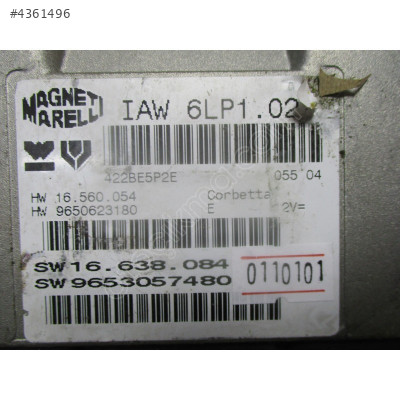 #4361496
MAGNETI MARELLI
IAW 6LP1.02
422BE5P2E 055 04
HW 16.560.054 Corbetta
HW 9650623180 E 2V=
SW 16.638.084
SW 9653057480
0110101